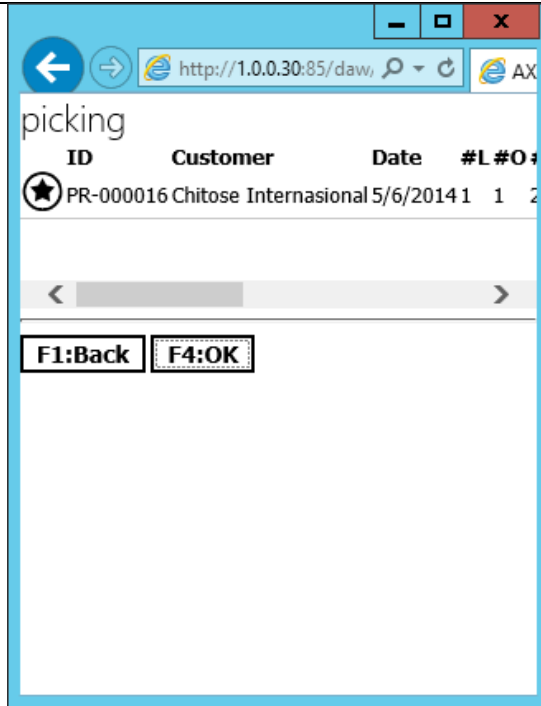 http://1.0.0.30:85/daw, AX
picking
ID Customer Date #L #O
PR-000016 Chitose Internasional 5/6/2014 1 1 2
F1:Back F4:OK